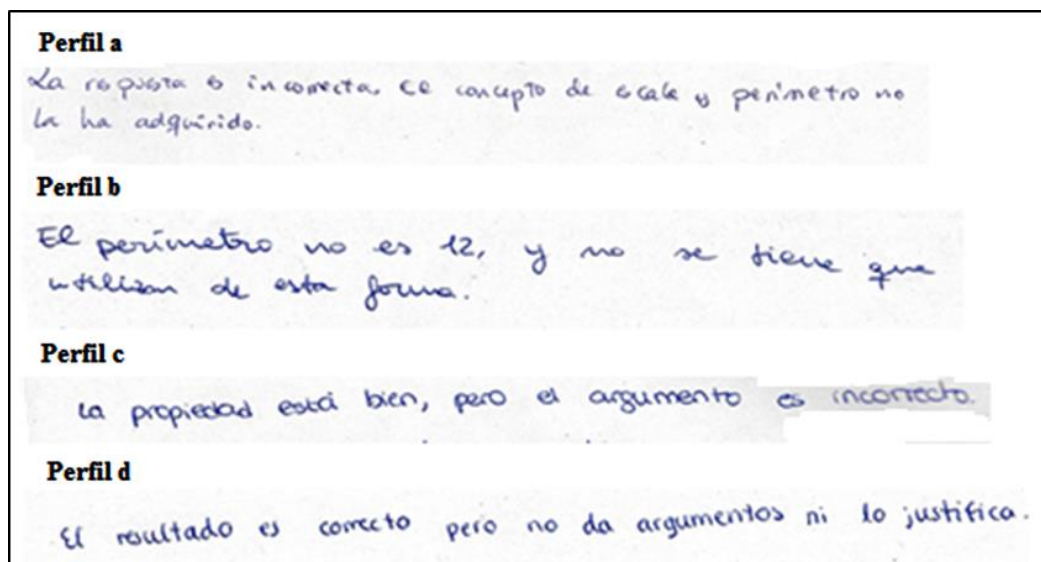 Perfil a
La respuesta es incorrecta. El concepto de escala y perímetro no
la ha adquirido.
Perfil b
El perímetro no es 12, y no se tiene que
utilizar de esta forma.
Perfil c
La propiedad está bien, pero el argumento es incorrecto.
Perfil d
El resultado es correcto pero no da argumentos ni lo justifica.